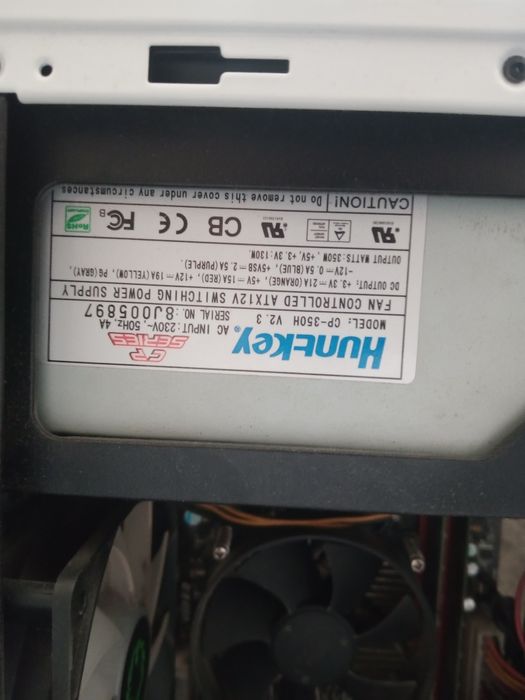 Huntkey®
CP
SERIES
MODEL: CP-350H V2.3
AC INPUT: 230V~, 50Hz, 4A
SERIAL NO.: 8J005897
FAN CONTROLLED ATX12V SWITCHING POWER SUPPLY
DC OUTPUT: +3.3V⎓21A(ORANGE), +5V⎓15A(RED), +12V⎓19A(YELLOW), PG (GRAY),
-12V⎓0.5A(BLUE), +5VSB⎓2.5A(PURPLE).
OUTPUT WATTS: 350W ,+5V,+3.3V:130W.
CB CE FC B
RoHS
CAUTION! Do not remove this cover under any circumstances